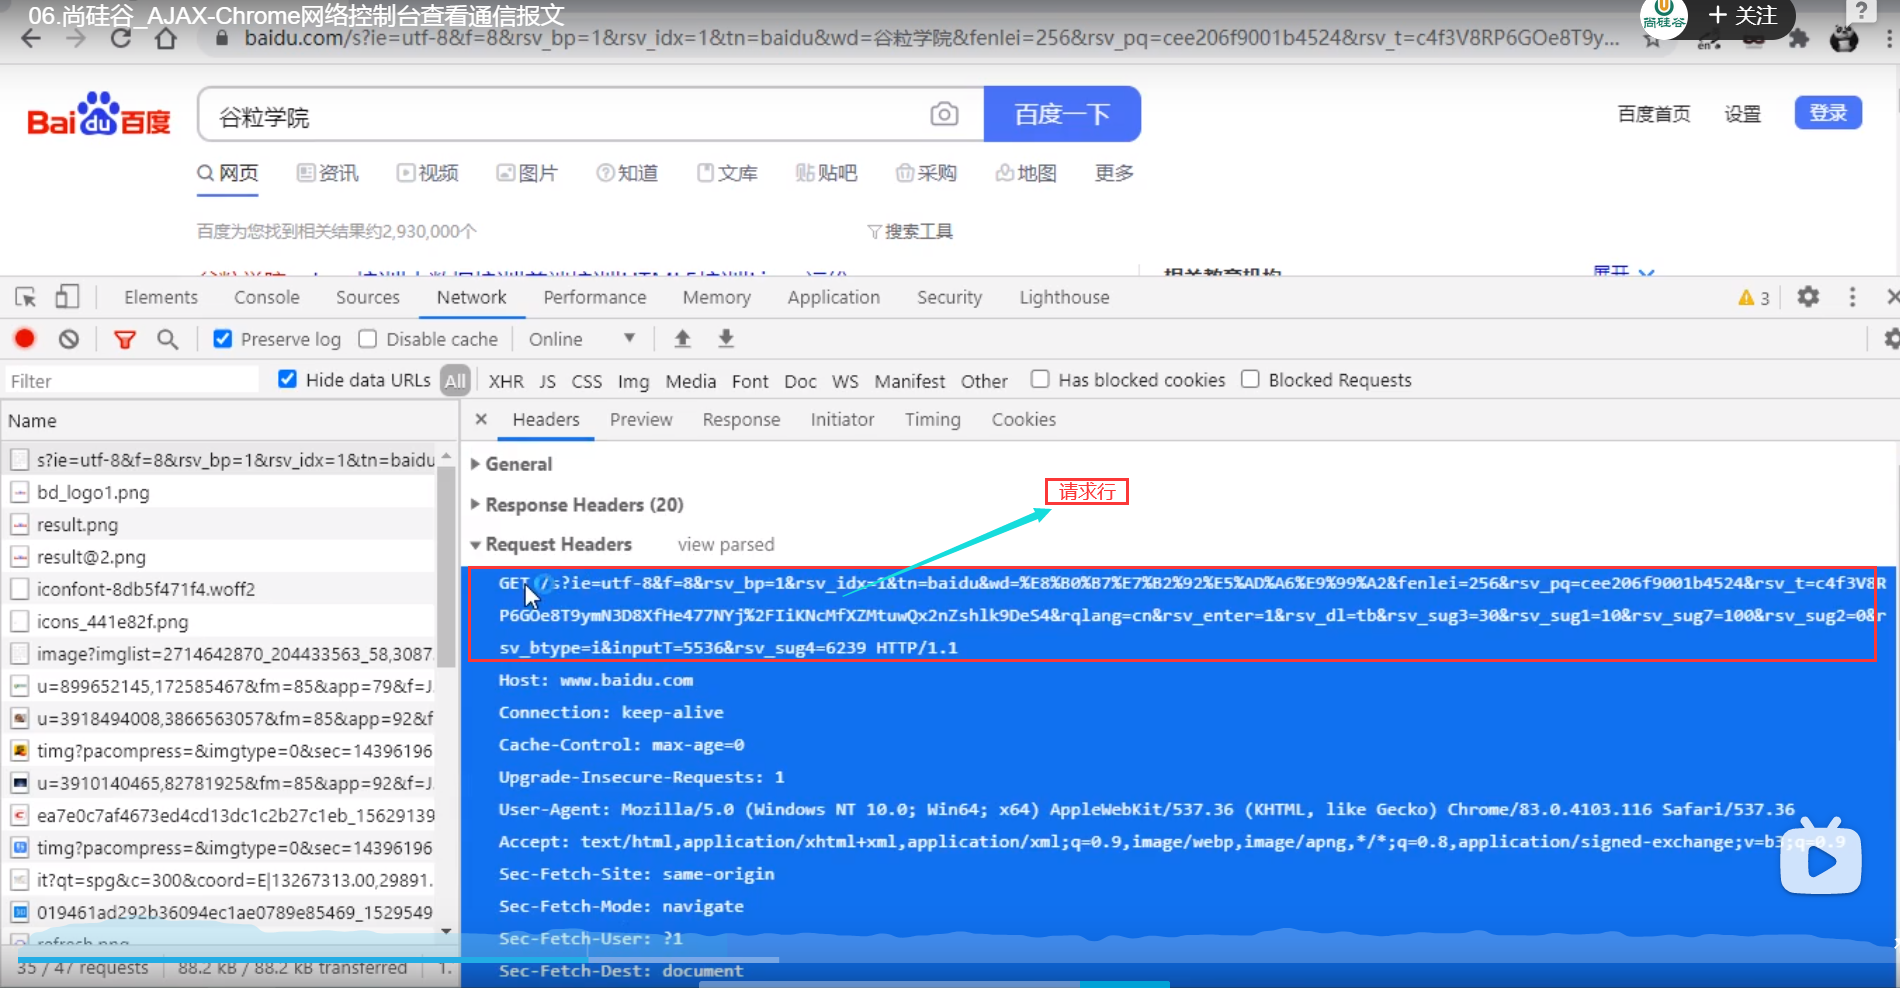 06.尚硅谷_AJAX-Chrome网络控制台查看通信报文
尚硅谷
+ 关注
?
baidu.com/s?ie=utf-8&f=8&rsv_bp=1&rsv_idx=1&tn=baidu&wd=谷粒学院&fenlei=256&rsv_pq=cee206f9001b4524&rsv_t=c4f3V8RP6GOe8T9y...
en
Bai du 百度
谷粒学院
百度一下
百度首页
设置
登录
网页
资讯
视频
图片
知道
文库
贴吧
采购
地图
更多
百度为您找到相关结果约2,930,000个
搜索工具
相关教育机构
展开
Elements
Console
Sources
Network
Performance
Memory
Application
Security
Lighthouse
3
Preserve log
Disable cache
Online
Filter
Hide data URLs
All
XHR
JS
CSS
Img
Media
Font
Doc
WS
Manifest
Other
Has blocked cookies
Blocked Requests
Name
Headers
Preview
Response
Initiator
Timing
Cookies
s?ie=utf-8&f=8&rsv_bp=1&rsv_idx=1&tn=baidu
bd_logo1.png
result.png
result@2.png
iconfont-8db5f471f4.woff2
icons_441e82f.png
image?imglist=2714642870_204433563_58,3087.
u=899652145,172585467&fm=85&app=79&f=J.
u=3918494008,3866563057&fm=85&app=92&f
timg?pacompress=&imgtype=0&sec=14396196
u=3910140465,82781925&fm=85&app=92&f=J.
ea7e0c7af4673ed4cd13dc1c2b27c1eb_15629139
timg?pacompress=&imgtype=0&sec=14396196
it?qt=spg&c=300&coord=E|13267313.00,29891.
019461ad292b36094ec1ae0789e85469_1529549
refresh.png
35 / 47 requests
88.2 kB / 88.2 kB transferred
1.
General
Response Headers (20)
请求行
Request Headers
view parsed
GET /s?ie=utf-8&f=8&rsv_bp=1&rsv_idx=1&tn=baidu&wd=%E8%B0%B7%E7%B2%92%E5%AD%A6%E9%99%A2&fenlei=256&rsv_pq=cee206f9001b4524&rsv_t=c4f3V8R
P6GOe8T9ymN3D8XfHe477NYj%2FIiKNcMfXZMtuwQx2nZshlk9DeS4&rqlang=cn&rsv_enter=1&rsv_dl=tb&rsv_sug3=30&rsv_sug1=10&rsv_sug7=100&rsv_sug2=0&r
sv_btype=i&inputT=5536&rsv_sug4=6239 HTTP/1.1
Host: www.baidu.com
Connection: keep-alive
Cache-Control: max-age=0
Upgrade-Insecure-Requests: 1
User-Agent: Mozilla/5.0 (Windows NT 10.0; Win64; x64) AppleWebKit/537.36 (KHTML, like Gecko) Chrome/83.0.4103.116 Safari/537.36
Accept: text/html,application/xhtml+xml,application/xml;q=0.9,image/webp,image/apng,*/*;q=0.8,application/signed-exchange;v=b3;q=0.9
Sec-Fetch-Site: same-origin
Sec-Fetch-Mode: navigate
Sec-Fetch-User: ?1
Sec-Fetch-Dest: document